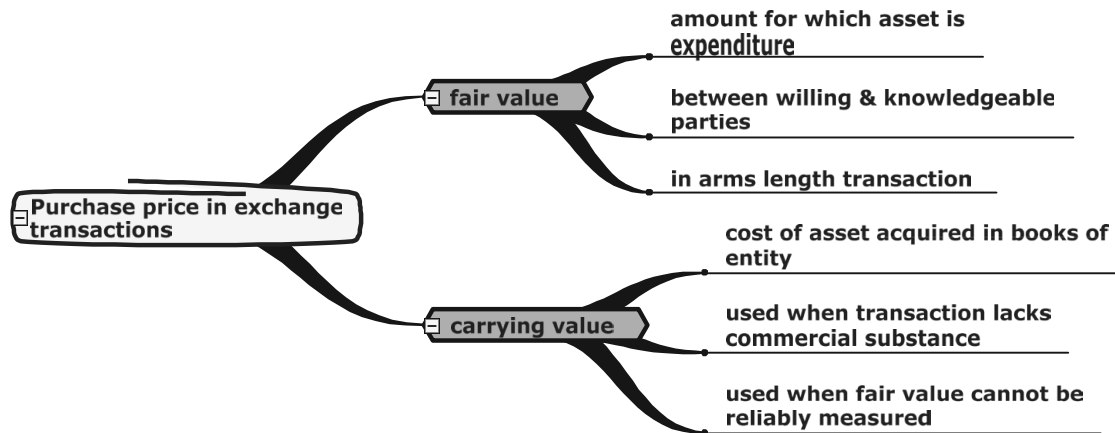 amount for which asset is
expenditure
fair value
between willing & knowledgeable
parties
in arms length transaction
Purchase price in exchange
transactions
cost of asset acquired in books of
entity
carrying value
used when transaction lacks
commercial substance
used when fair value cannot be
reliably measured